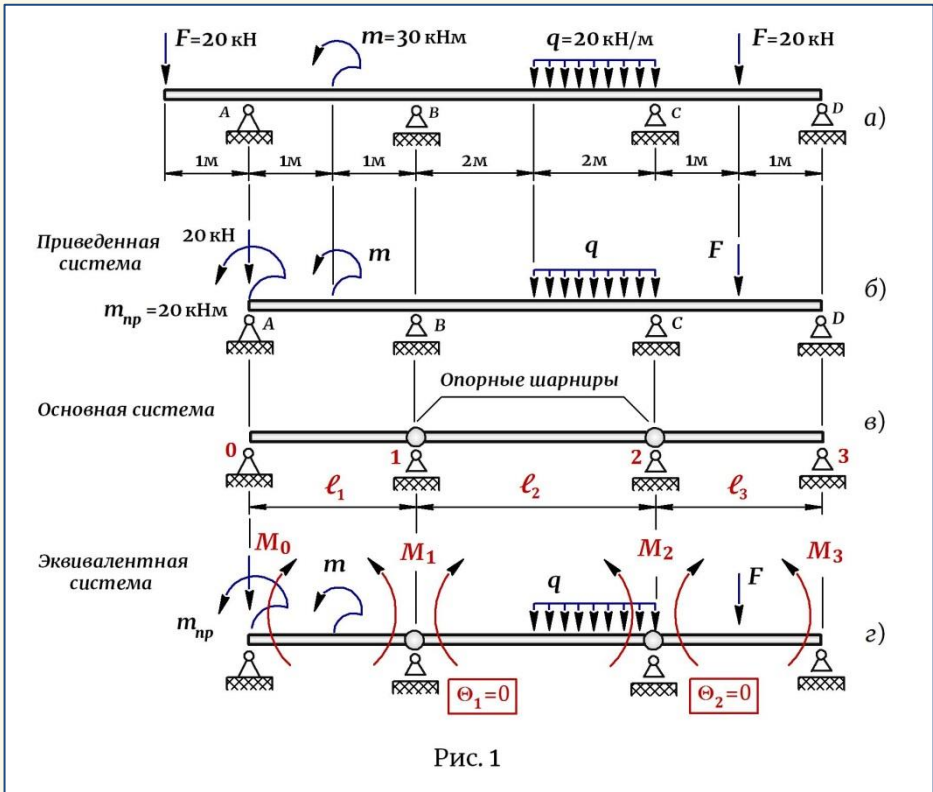 F=20 кН
m=30 кНм
q=20 кН/м
F=20 кН
A
B
C
D
а)
1м 1м 1м 2м 2м 1м 1м
Приведенная
система
20 кН
m
q
F
mпр =20 кНм
A
B
C
D
б)
Опорные шарниры
Основная система
в)
0 1 2 3
ℓ1 ℓ2 ℓ3
Эквивалентная
система
M0
m
M1
q
M2
F
M3
mпр
г)
Θ1=0
Θ2=0
Рис. 1